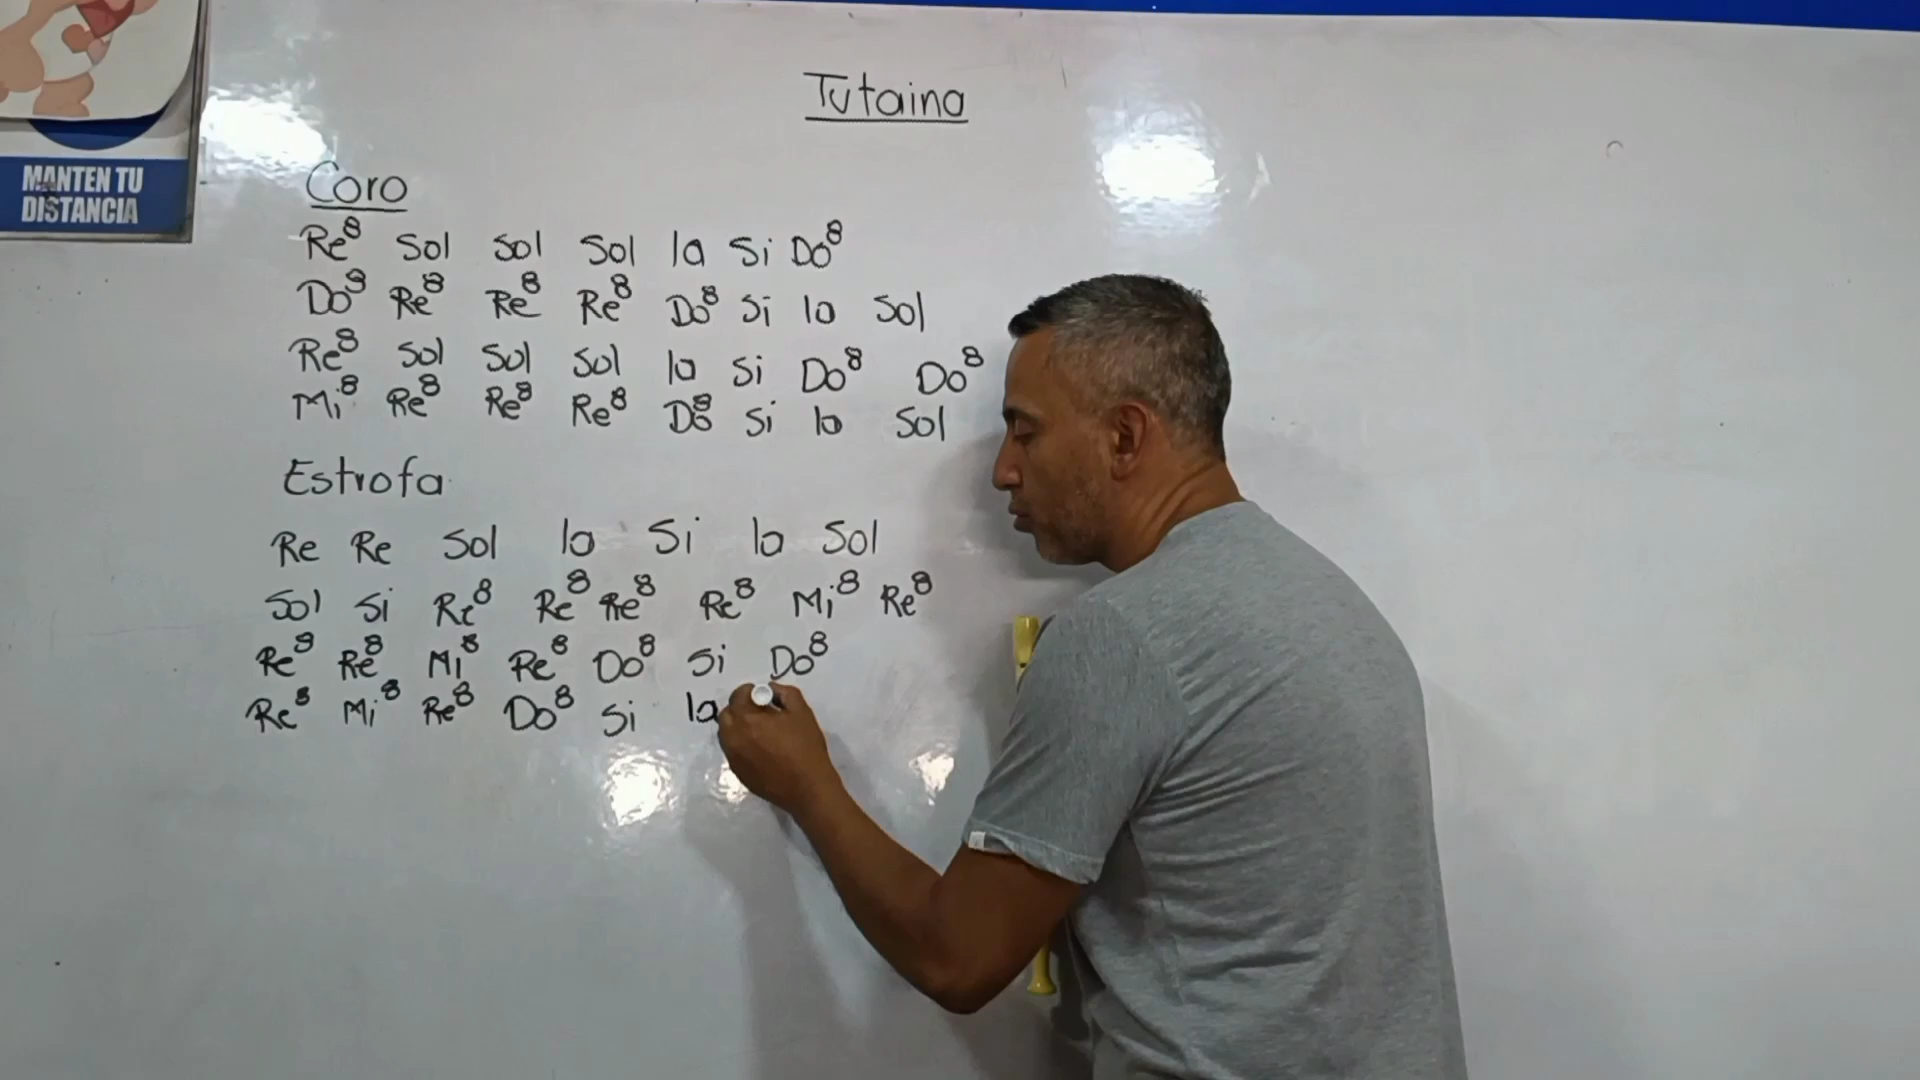 MANTEN TU
DISTANCIA
Tutaina
Coro
Re⁸ Sol Sol Sol la Si Do⁸
Do⁸ Re⁸ Re⁸ Re⁸ Do⁸ Si la Sol
Re⁸ Sol Sol Sol la Si Do⁸ Do⁸
Mi⁸ Re⁸ Re⁸ Re⁸ Do⁸ Si la Sol
Estrofa
Re Re Sol la Si la Sol
Sol Si Re⁸ Re⁸ Re⁸ Re⁸ Mi⁸ Re⁸
Re⁸ Re⁸ Mi⁸ Re⁸ Do⁸ Si Do⁸
Re⁸ Mi⁸ Re⁸ Do⁸ Si la